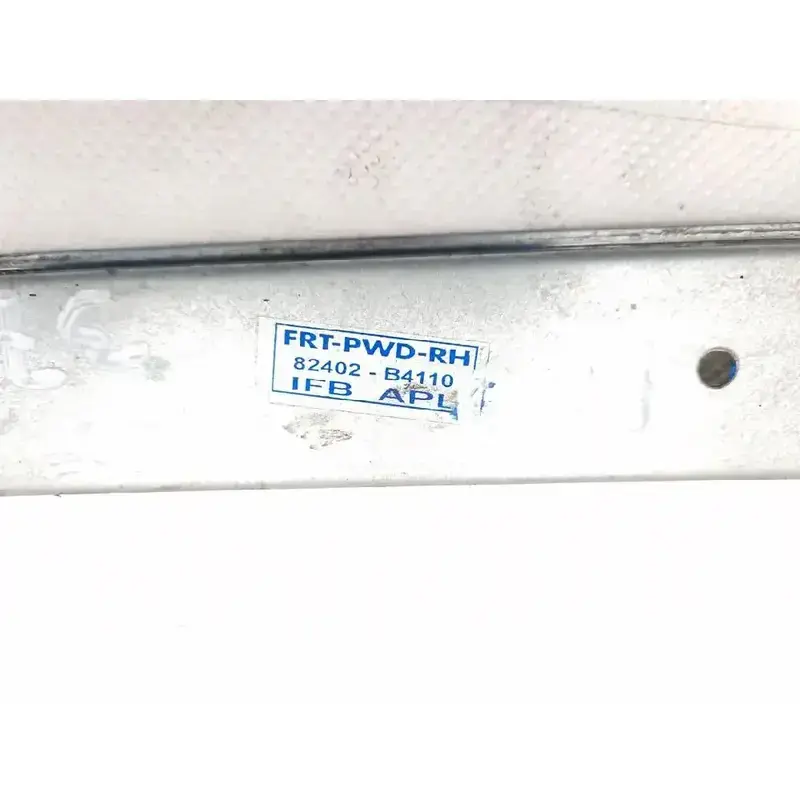 FRT-PWD-RH
82402 - B4110
IFB APL